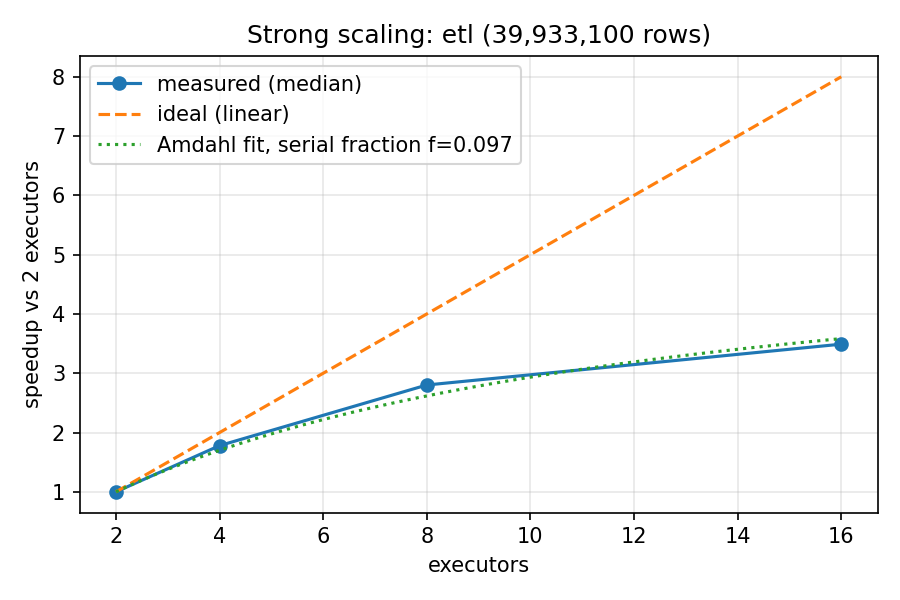 Strong scaling: etl (39,933,100 rows)
measured (median)
ideal (linear)
Amdahl fit, serial fraction f=0.097
speedup vs 2 executors
8
7
6
5
4
3
2
1
2 4 6 8 10 12 14 16
executors